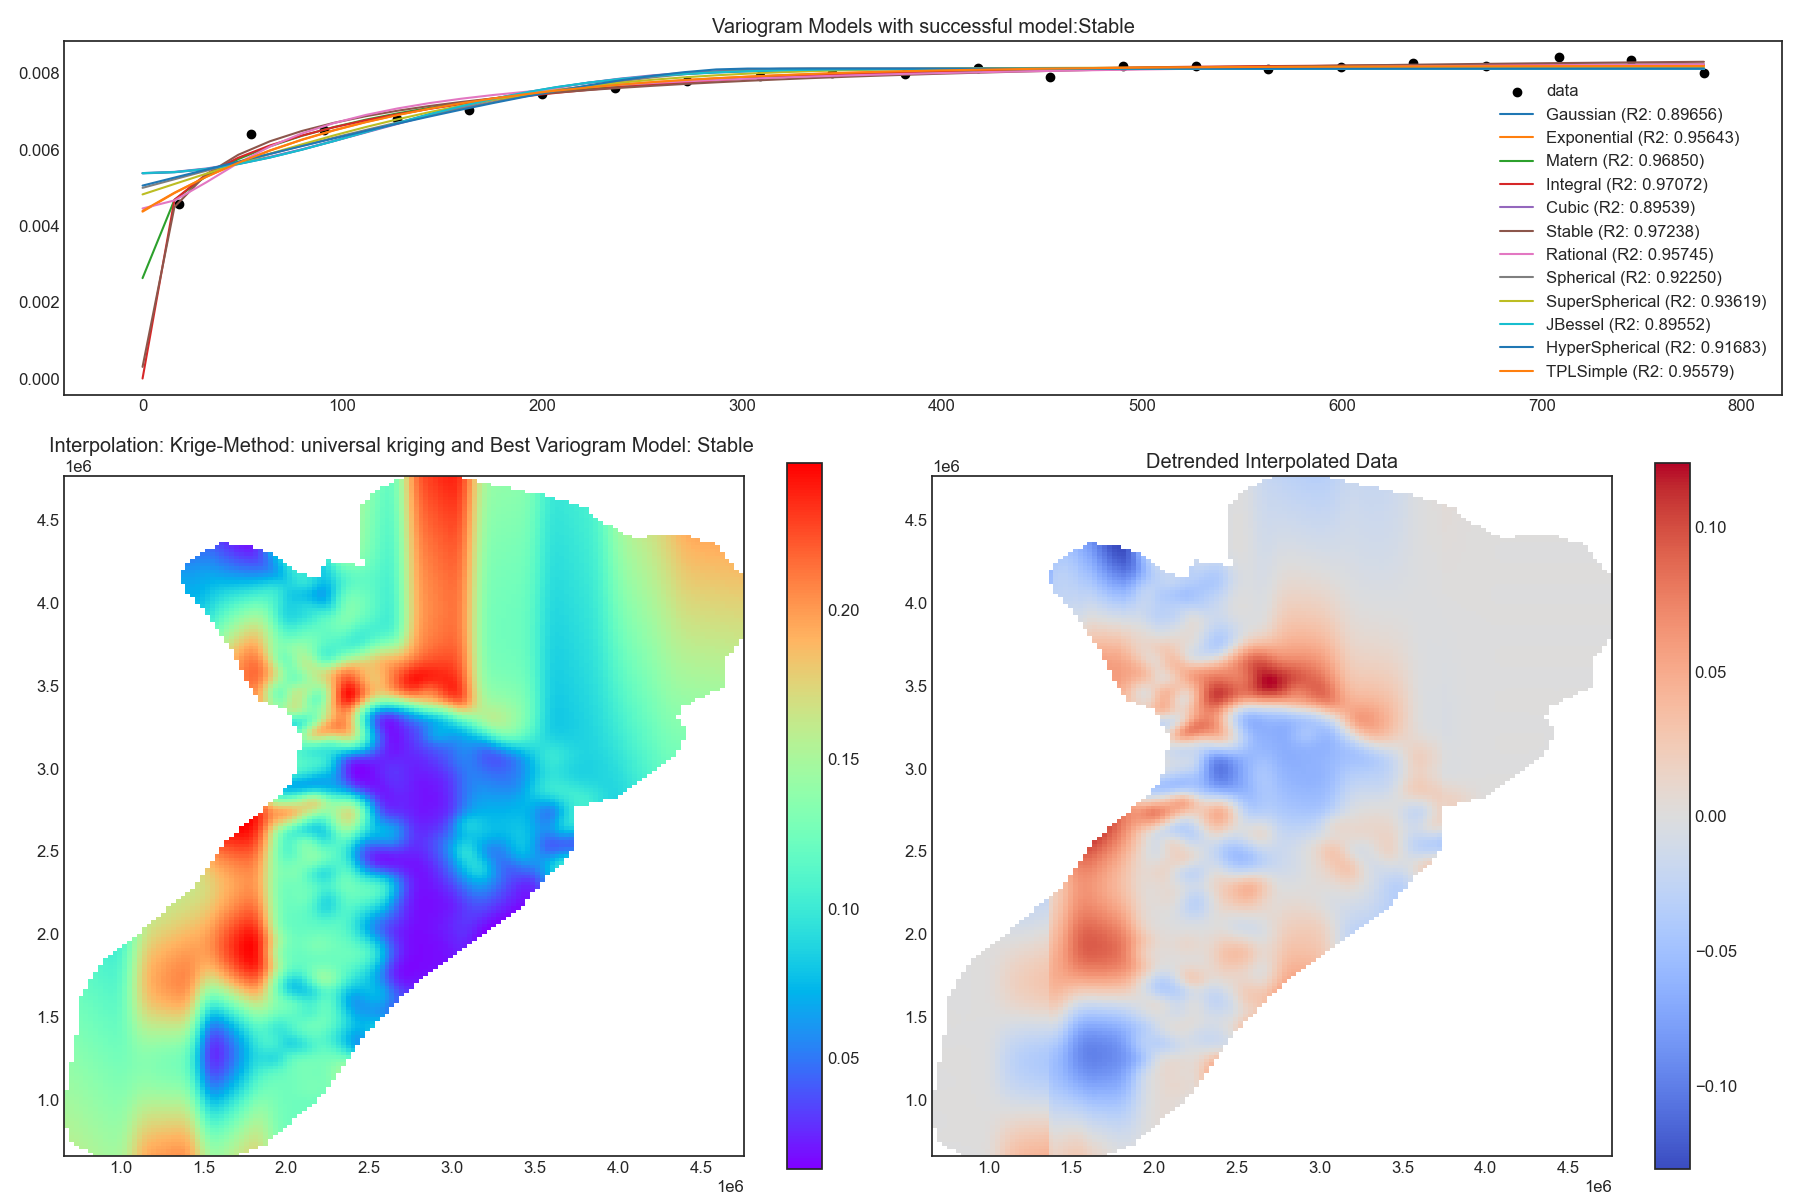 Variogram Models with successful model:Stable
0.008
0.006
0.004
0.002
0.000
data
Gaussian (R2: 0.89656)
Exponential (R2: 0.95643)
Matern (R2: 0.96850)
Integral (R2: 0.97072)
Cubic (R2: 0.89539)
Stable (R2: 0.97238)
Rational (R2: 0.95745)
Spherical (R2: 0.92250)
SuperSpherical (R2: 0.93619)
JBessel (R2: 0.89552)
HyperSpherical (R2: 0.91683)
TPLSimple (R2: 0.95579)
0 100 200 300 400 500 600 700 800
Interpolation: Krige-Method: universal kriging and Best Variogram Model: Stable
1e6
4.5
4.0
3.5
3.0
2.5
2.0
1.5
1.0
1.0 1.5 2.0 2.5 3.0 3.5 4.0 4.5
1e6
0.20
0.15
0.10
0.05
Detrended Interpolated Data
1e6
4.5
4.0
3.5
3.0
2.5
2.0
1.5
1.0
1.0 1.5 2.0 2.5 3.0 3.5 4.0 4.5
1e6
0.10
0.05
0.00
−0.05
−0.10